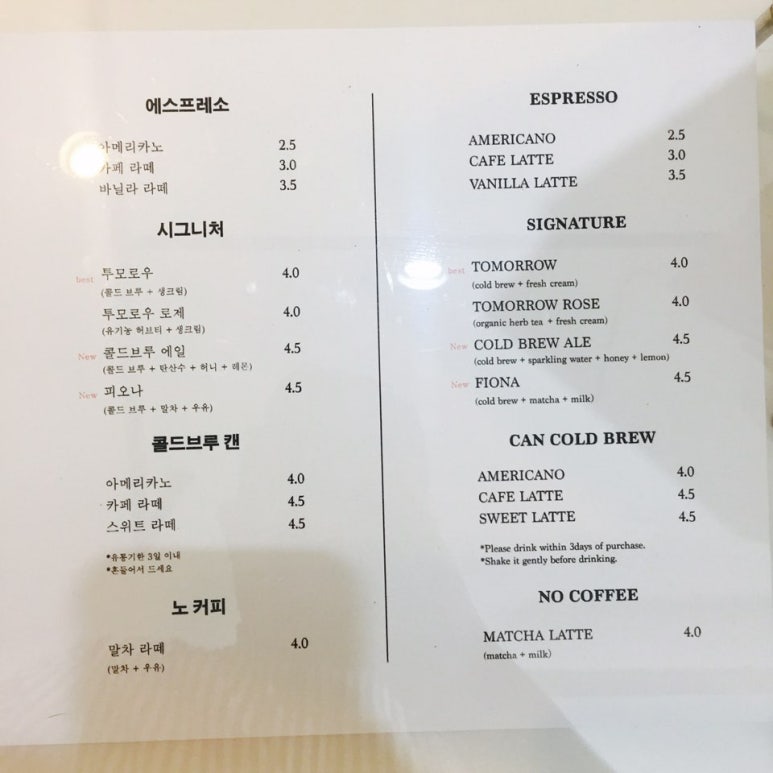 에스프레소
아메리카노 2.5
카페 라떼 3.0
바닐라 라떼 3.5
시그니처
best 투모로우 4.0
(콜드 브루 + 생크림)
투모로우 로제 4.0
(유기농 허브티 + 생크림)
New 콜드브루 에일 4.5
(콜드 브루 + 탄산수 + 허니 + 레몬)
New 피오나 4.5
(콜드 브루 + 말차 + 우유)
콜드브루 캔
아메리카노 4.0
카페 라떼 4.5
스위트 라떼 4.5
*유통기한 3일 이내
*흔들어서 드세요
노 커피
말차 라떼 4.0
(말차 + 우유)
ESPRESSO
AMERICANO 2.5
CAFE LATTE 3.0
VANILLA LATTE 3.5
SIGNATURE
best TOMORROW 4.0
(cold brew + fresh cream)
TOMORROW ROSE 4.0
(organic herb tea + fresh cream)
New COLD BREW ALE 4.5
(cold brew + sparkling water + honey + lemon)
New FIONA 4.5
(cold brew + matcha + milk)
CAN COLD BREW
AMERICANO 4.0
CAFE LATTE 4.5
SWEET LATTE 4.5
*Please drink within 3days of purchase.
*Shake it gently before drinking.
NO COFFEE
MATCHA LATTE 4.0
(matcha + milk)